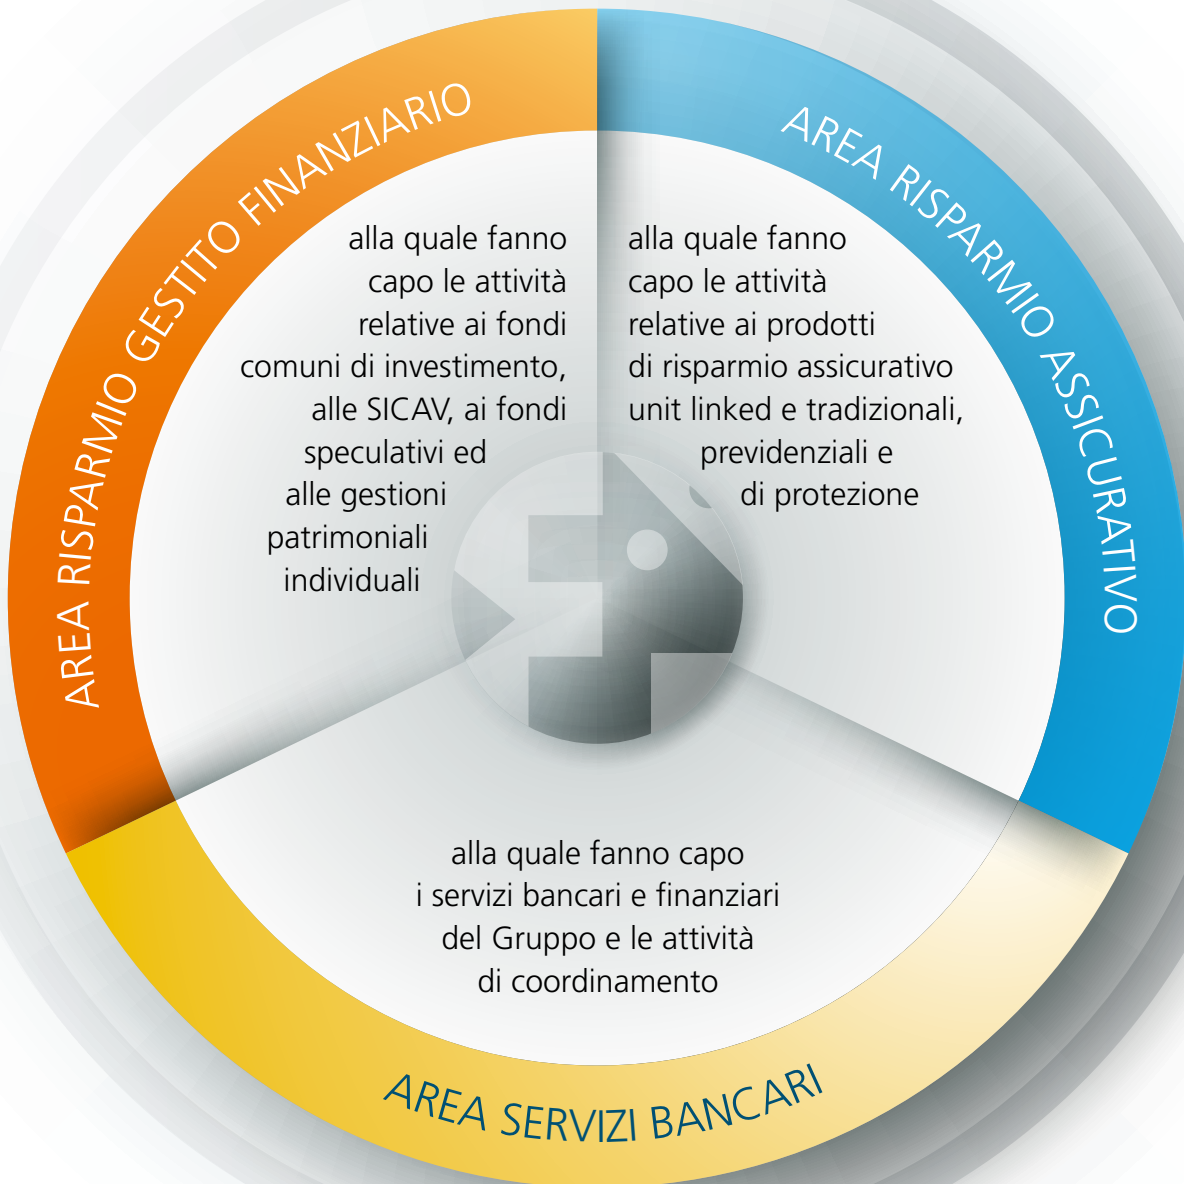 AREA RISPARMIO GESTITO FINANZIARIO
alla quale fanno
capo le attività
relative ai fondi
comuni di investimento,
alle SICAV, ai fondi
speculativi ed
alle gestioni
patrimoniali
individuali
AREA RISPARMIO ASSICURATIVO
alla quale fanno
capo le attività
relative ai prodotti
di risparmio assicurativo
unit linked e tradizionali,
previdenziali e
di protezione
alla quale fanno capo
i servizi bancari e finanziari
del Gruppo e le attività
di coordinamento
AREA SERVIZI BANCARI